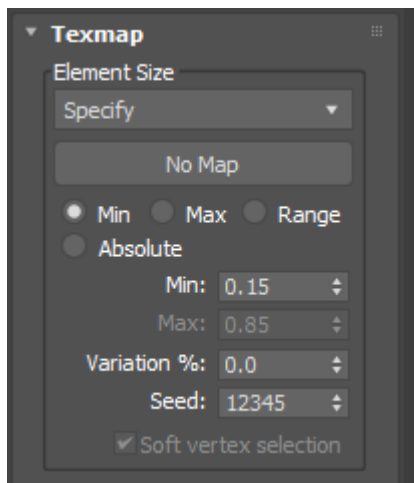 Texmap
Element Size
Specify
No Map
Min Max Range
Absolute
Min: 0.15
Max: 0.85
Variation %: 0.0
Seed: 12345
Soft vertex selection